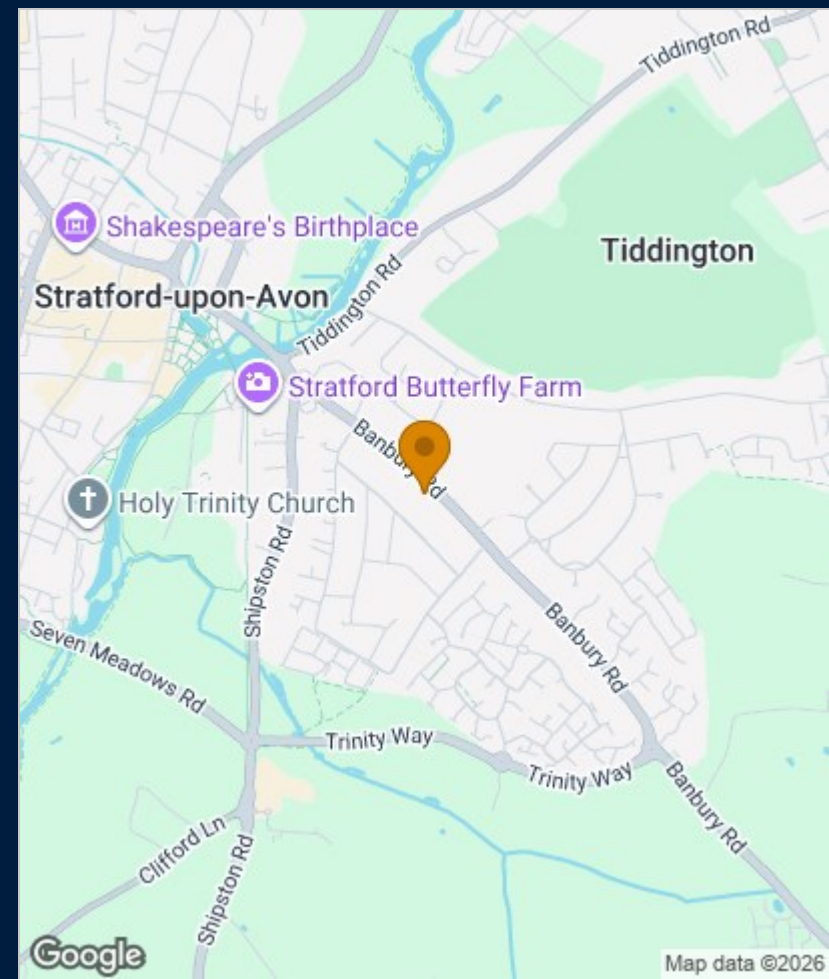 Tiddington Rd
Shakespeare's Birthplace
Tiddington
Stratford-upon-Avon
Tiddington Rd
Stratford Butterfly Farm
Banbury Rd
Holy Trinity Church
Shipston Rd
Seven Meadows Rd
Banbury Rd
Trinity Way
Trinity Way
Banbury Rd
Clifford Ln
Shipston Rd
Google
Map data ©2026